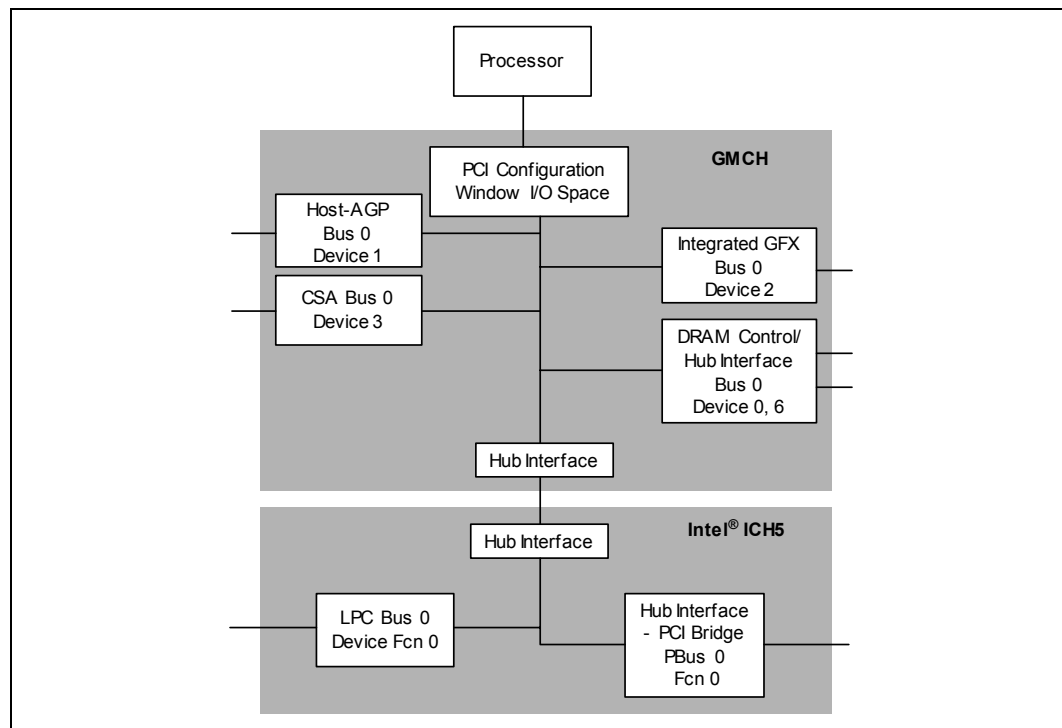 Processor
GMCH
PCI Configuration
Window I/O Space
Host-AGP
Bus 0
Device 1
Integrated GFX
Bus 0
Device 2
CSA Bus 0
Device 3
DRAM Control/
Hub Interface
Bus 0
Device 0, 6
Hub Interface
Intel® ICH5
Hub Interface
LPC Bus 0
Device Fcn 0
Hub Interface
- PCI Bridge
PBus 0
Fcn 0